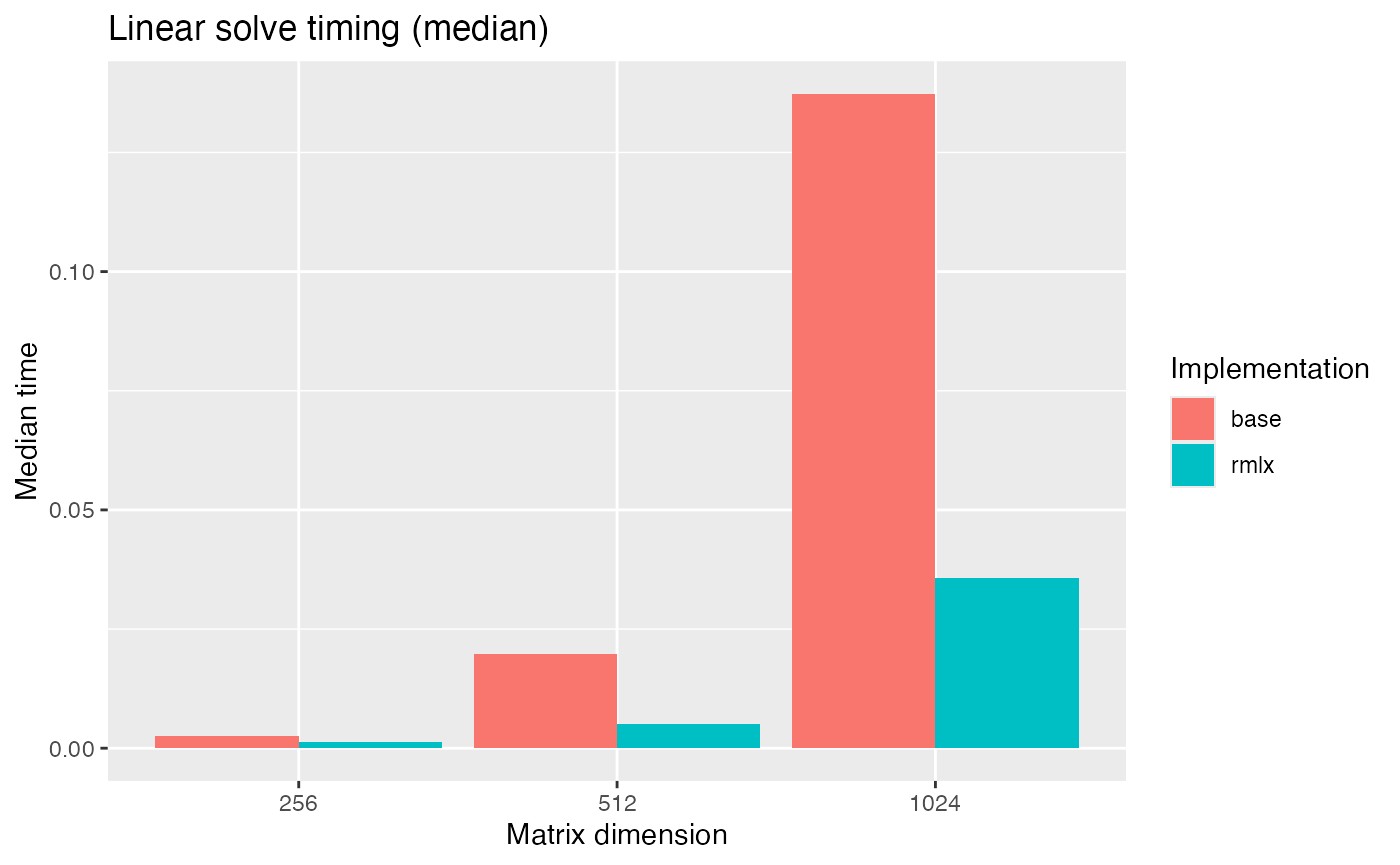 Linear solve timing (median)
Median time
0.10
0.05
0.00
256 512 1024
Matrix dimension
Implementation
base
rmlx